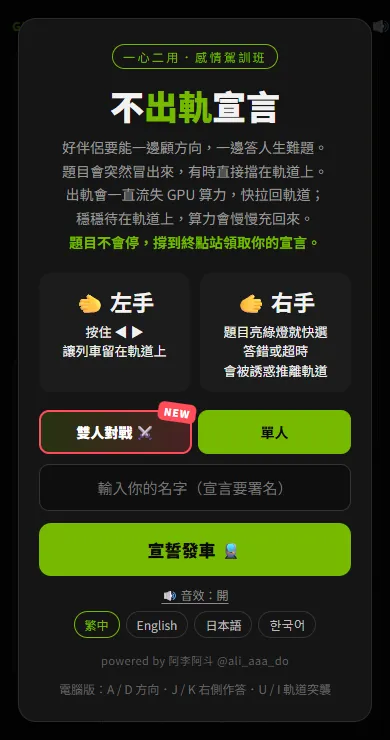 一心二用・感情駕訓班
不出軌宣言
好伴侶要能一邊顧方向，一邊答人生難題。
題目會突然冒出來，有時直接擋在軌道上。
出軌會一直流失 GPU 算力，快拉回軌道；
穩穩待在軌道上，算力會慢慢充回來。
題目不會停，撐到終點站領取你的宣言。
左手
按住 ◀ ▶
讓列車留在軌道上
右手
題目亮綠燈就快選
答錯或超時
會被誘惑推離軌道
NEW
雙人對戰
單人
輸入你的名字（宣言要署名）
宣誓發車
音效：開
繁中
English
日本語
한국어
powered by 阿李阿斗 @ali_aaa_do
電腦版：A / D 方向．J / K 右側作答．U / I 軌道突襲